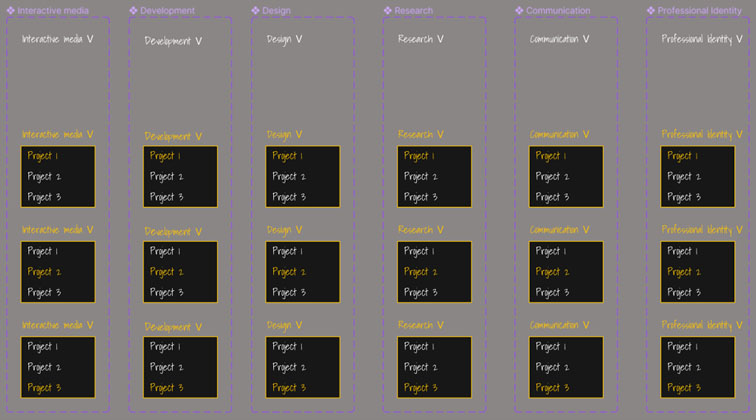 Interactive media
Interactive media V
Interactive media V
Project 1
Project 2
Project 3
Interactive media V
Project 1
Project 2
Project 3
Interactive media V
Project 1
Project 2
Project 3
Development
Development V
Development V
Project 1
Project 2
Project 3
Development V
Project 1
Project 2
Project 3
Development V
Project 1
Project 2
Project 3
Design
Design V
Design V
Project 1
Project 2
Project 3
Design V
Project 1
Project 2
Project 3
Design V
Project 1
Project 2
Project 3
Research
Research V
Research V
Project 1
Project 2
Project 3
Research V
Project 1
Project 2
Project 3
Research V
Project 1
Project 2
Project 3
Communication
Communication V
Communication V
Project 1
Project 2
Project 3
Communication V
Project 1
Project 2
Project 3
Communication V
Project 1
Project 2
Project 3
Professional Identity
Professional Identity V
Professional Identity V
Project 1
Project 2
Project 3
Professional Identity V
Project 1
Project 2
Project 3
Professional Identity V
Project 1
Project 2
Project 3